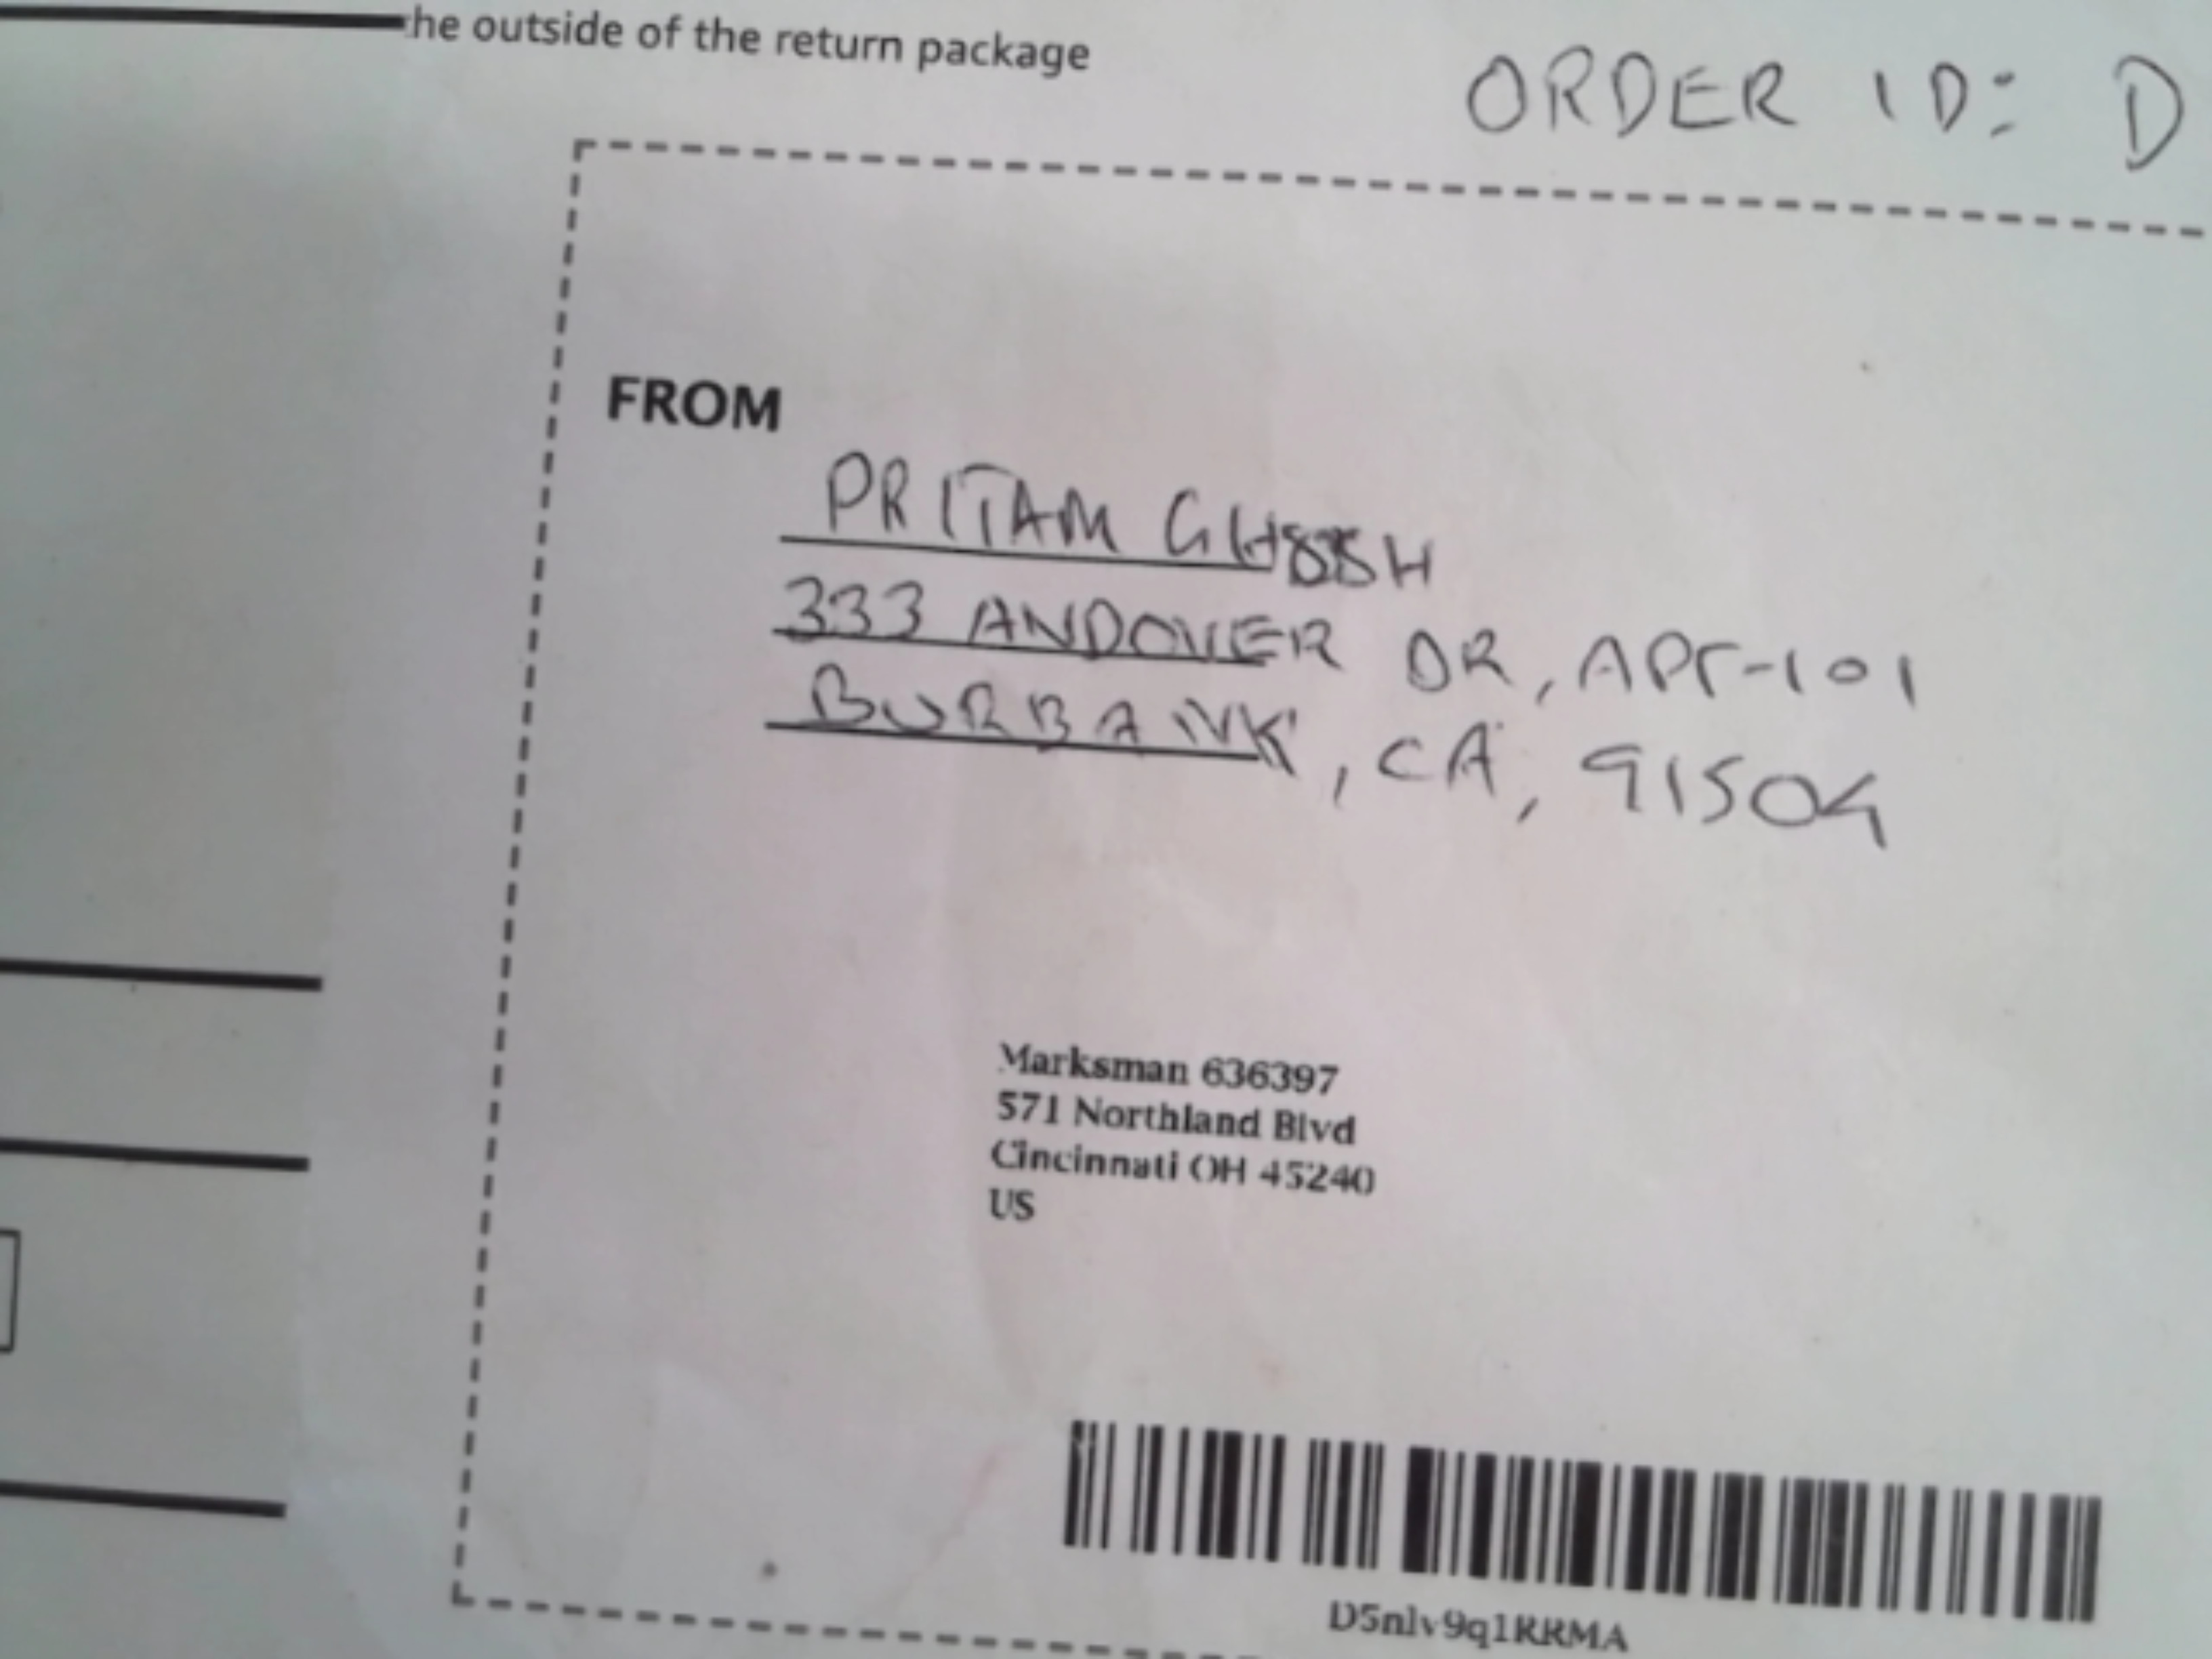 the outside of the return package
ORDER ID: D
FROM
PRITAM GHOSH
333 ANDOVER DR, APT-101
BURBANK, CA, 91504
Marksman 636397
571 Northland Blvd
Cincinnati OH 45240
US
D5nlv9q1RRMA